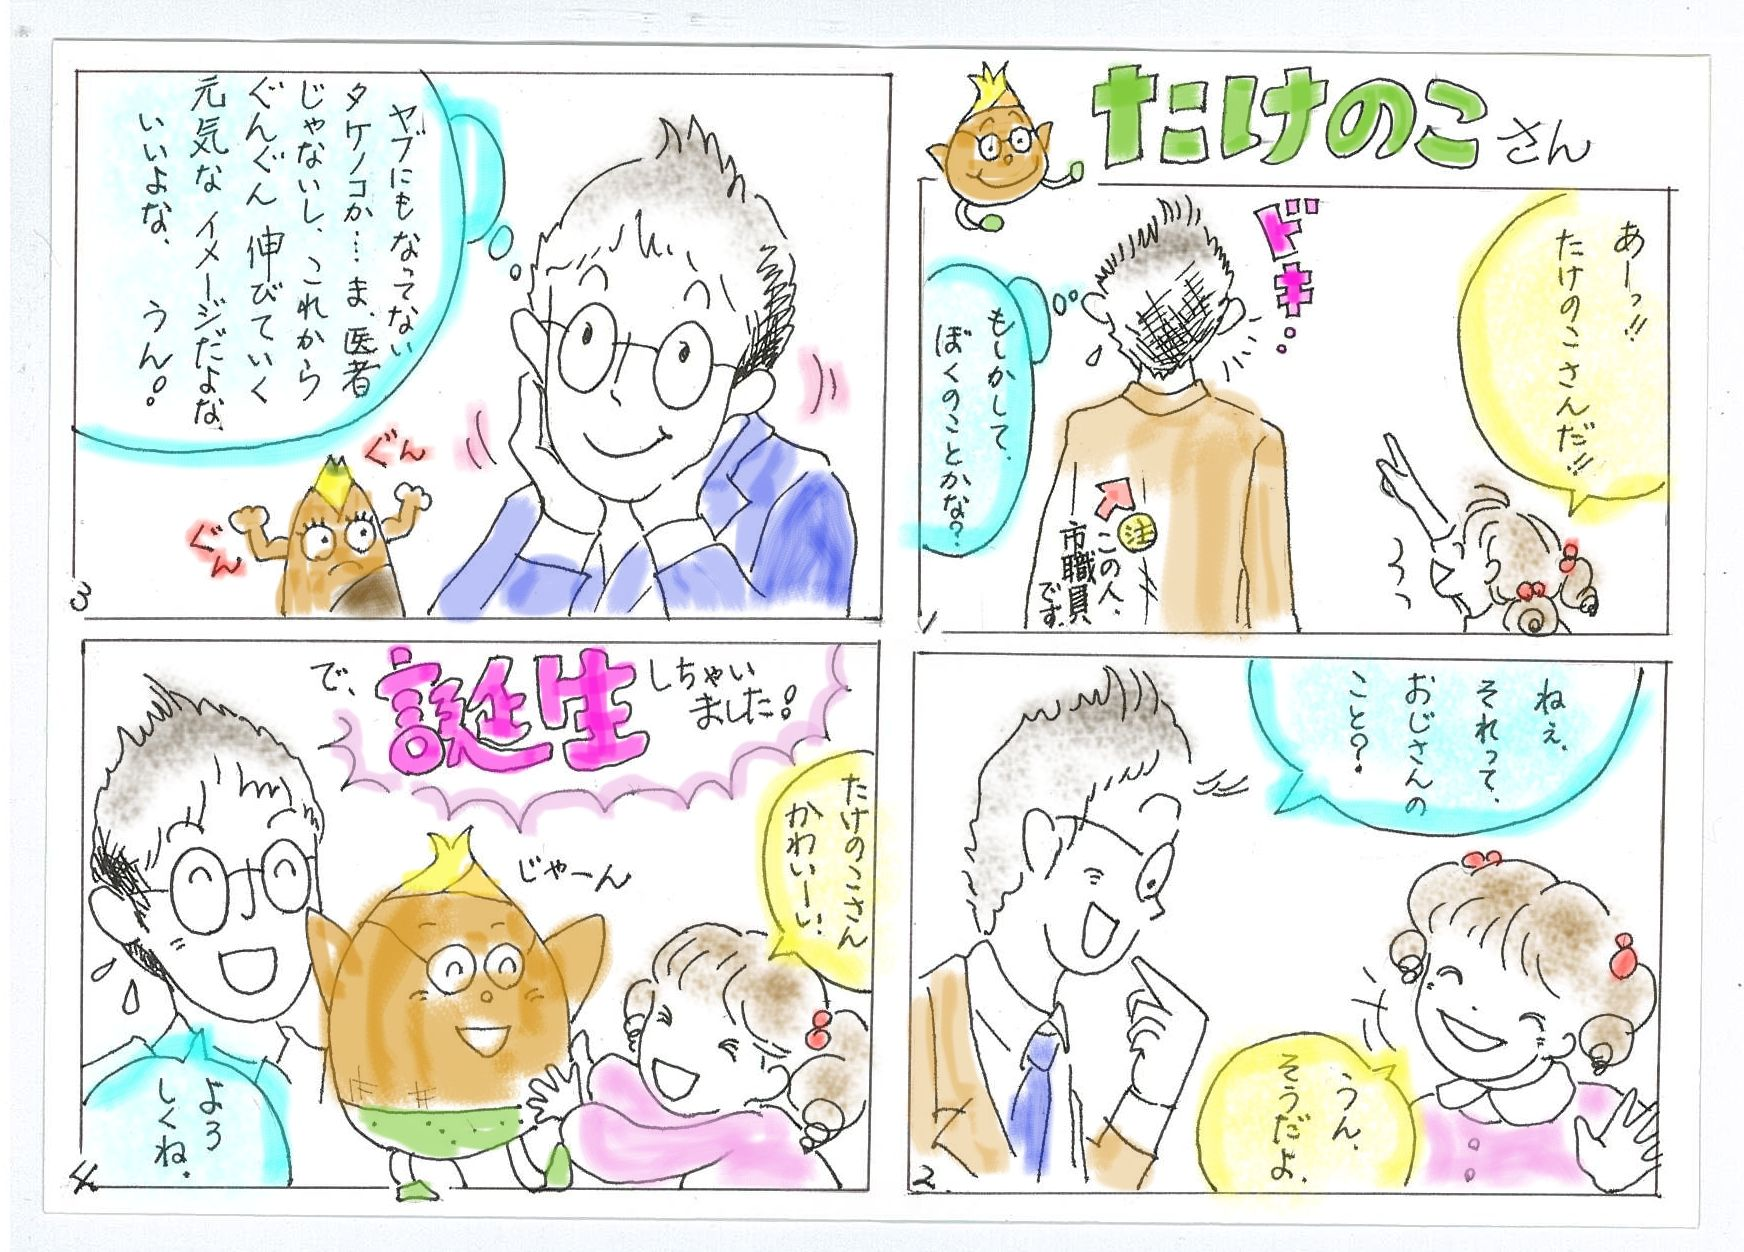 たけのこさん
あーっ!!
たけのこさんだ!!
ドキ
もしかして、
ぼくのことかな?
注
この人、
市職員
です。
1
ねぇ、
それって、
おじさんの
こと?
うん、
そうだよ。
2
ヤブにもなってない
タケノコか…ま、医者
じゃないし、これから
ぐんぐん伸びていく
元気なイメージだよな、
いいよな、うん!
ぐん
ぐん
3
で、誕生しちゃい
ました!
たけのこさん
かわいーい
じゃーん
よろ
しくね。
4